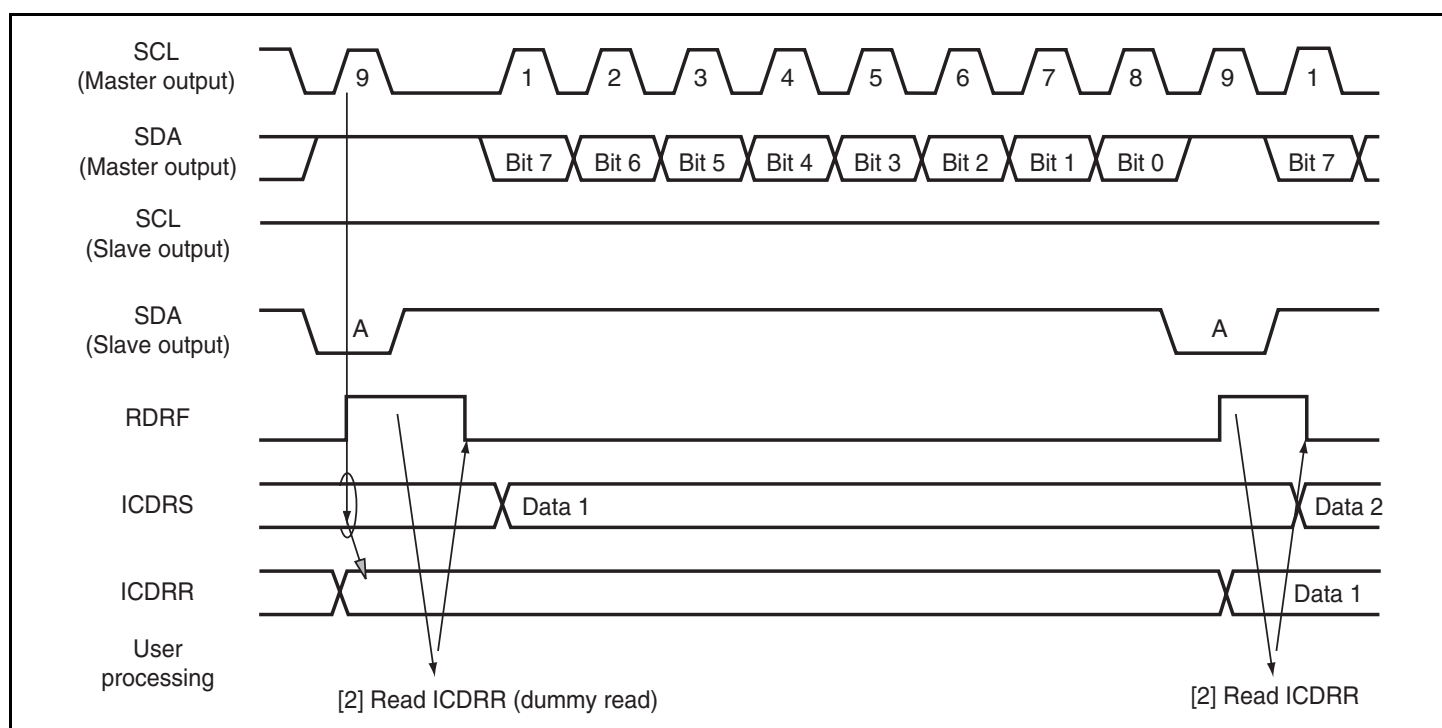 SCL
(Master output)
9 1 2 3 4 5 6 7 8 9 1
SDA
(Master output)
Bit 7 Bit 6 Bit 5 Bit 4 Bit 3 Bit 2 Bit 1 Bit 0 Bit 7
SCL
(Slave output)
SDA
(Slave output)
A A
RDRF
ICDRS
Data 1 Data 2
ICDRR
Data 1
User
processing
[2] Read ICDRR (dummy read)
[2] Read ICDRR